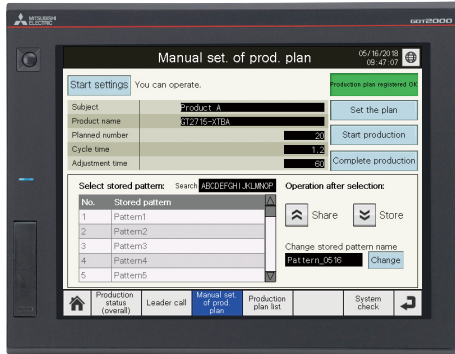 MITSUBISHI
ELECTRIC
GOT2000
Manual set. of prod. plan
05/16/2018
09:47:07
Start settings You can operate.
Production plan registered OK
Subject Product A
Product name GT2715-XTBA
Planned number 20
Cycle time 1.2
Adjustment time 60
Set the plan
Start production
Complete production
Select stored pattern: Search ABCDEFGHIJKLMNOP
No. Stored pattern
1 Pattern1
2 Pattern2
3 Pattern3
4 Pattern4
5 Pattern5
Operation after selection:
Share Store
Change stored pattern name
Pattern_0516 Change
Production
status
(overall)
Leader call
Manual set.
of prod.
plan
Production
plan list
System
check